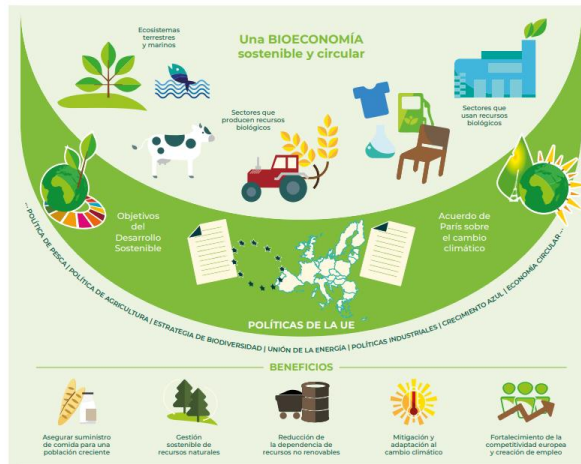 Ecosistemas
terrestres
y marinos
Una BIOECONOMÍA
sostenible y circular
Sectores que
producen recursos
biológicos
Sectores que
usan recursos
biológicos
Objetivos
del
Desarrollo
Sostenible
Acuerdo de
París sobre
el cambio
climático
POLÍTICAS DE LA UE
... POLÍTICA DE PESCA | POLÍTICA DE AGRICULTURA | ESTRATEGIA DE BIODIVERSIDAD | UNIÓN DE LA ENERGÍA | POLÍTICAS INDUSTRIALES | CRECIMIENTO AZUL | ECONOMÍA CIRCULAR ...
BENEFICIOS
Asegurar suministro
de comida para una
población creciente
Gestión
sostenible de
recursos naturales
Reducción de
la dependencia de
recursos no renovables
Mitigación y
adaptación al
cambio climático
Fortalecimiento de la
competitividad europea
y creación de empleo